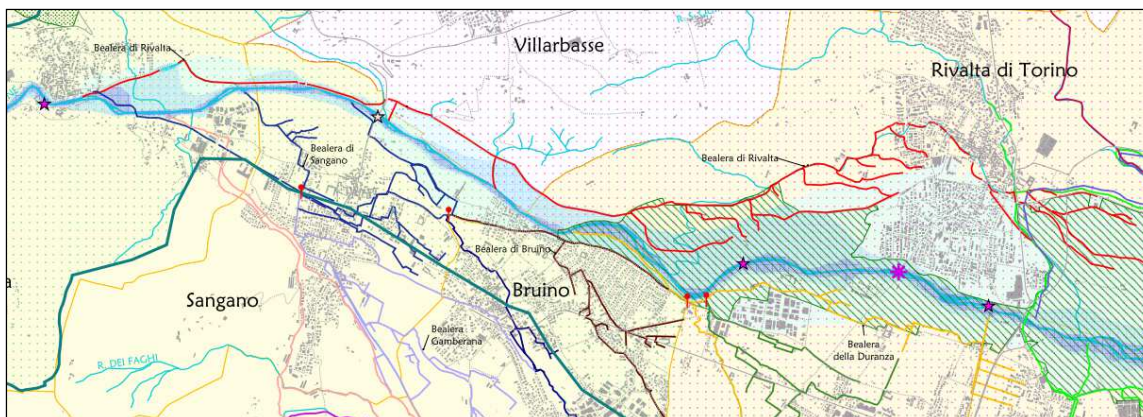 Bealera di Rivalta
Villarbasse
Rivalta di Torino
Bealera di
Sangano
Bealera di Rivalta
Bealera di Bruino
Sangano
Bruino
Bealera
Gamberana
Bealera
della Duranza
R. DEI FAGHI
a